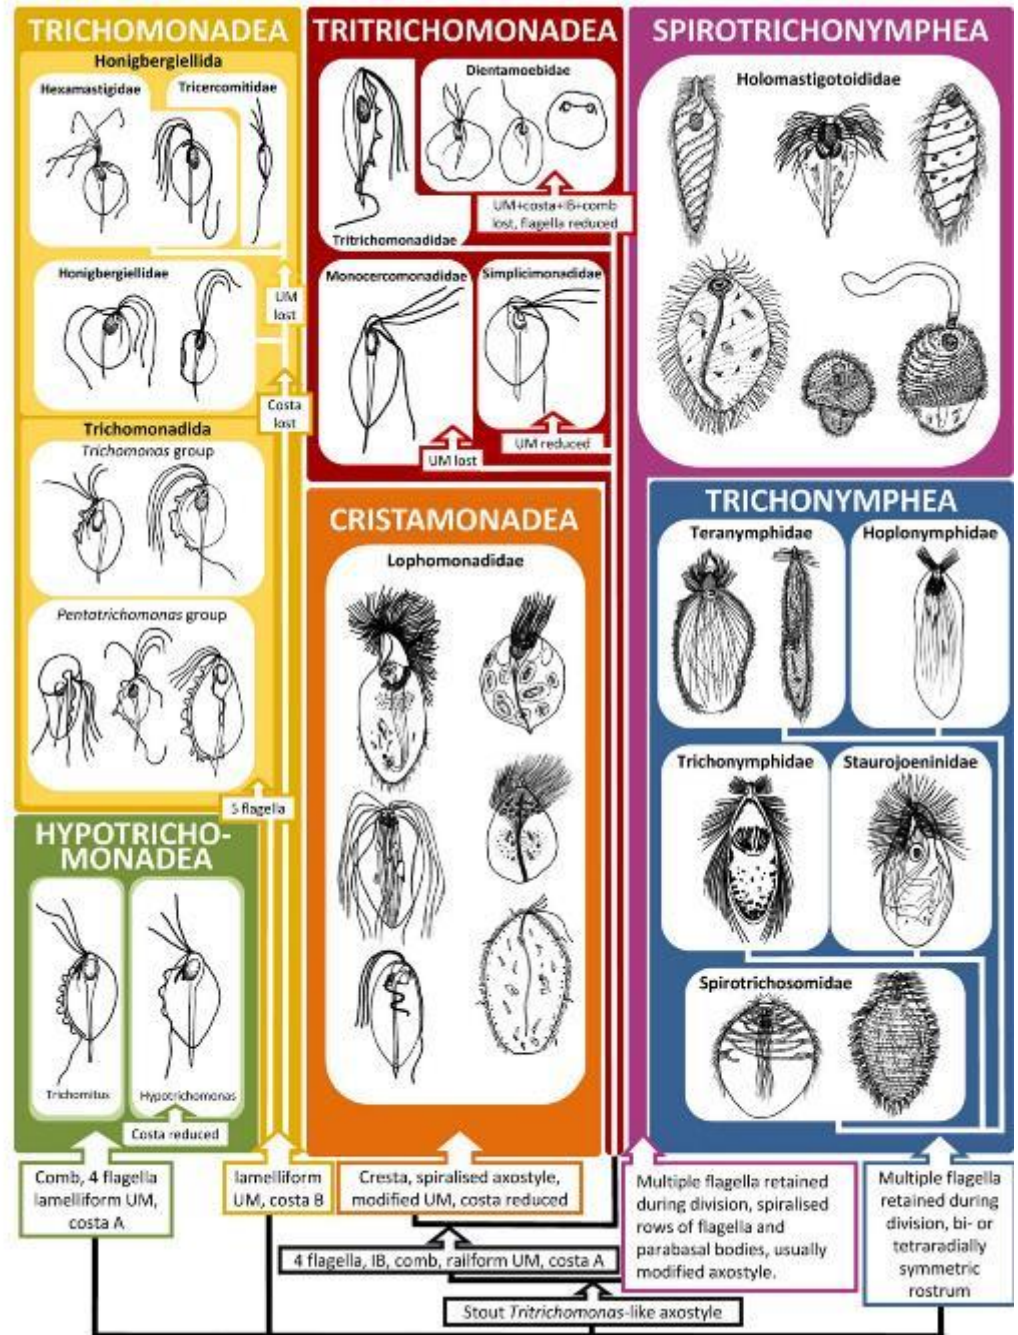 TRICHOMONADEA
Honigbergiellida
Hexamastigidae
Tricercomitidae
UM
lost
Honigbergiellidae
Costa
lost
Trichomonadida
Trichomonas group
Pentatrichomonas group
5 flagella
HYPOTRICHO-
MONADEA
Trichomitus
Hypotrichomonas
Costa reduced
Comb, 4 flagella
lamelliform UM,
costa A
lamelliform
UM, costa B
TRITRICHOMONADEA
Dientamoebidae
UM+costa+IB+comb
lost, flagella reduced
Tritrichomonadidae
Monocercomonadidae
Simplicimonadidae
UM reduced
UM lost
CRISTAMONADEA
Lophomonadidae
Cresta, spiralised axostyle,
modified UM, costa reduced
4 flagella, IB, comb, railform UM, costa A
Stout Tritrichomonas-like axostyle
SPIROTRICHONYMPHEA
Holomastigotoididae
Multiple flagella retained
during division, spiralised
rows of flagella and
parabasal bodies, usually
modified axostyle.
TRICHONYMPHEA
Teranymphidae
Hoplonymphidae
Trichonymphidae
Staurojoeninidae
Spirotrichosomidae
Multiple flagella
retained during
division, bi- or
tetraradially
symmetric
rostrum